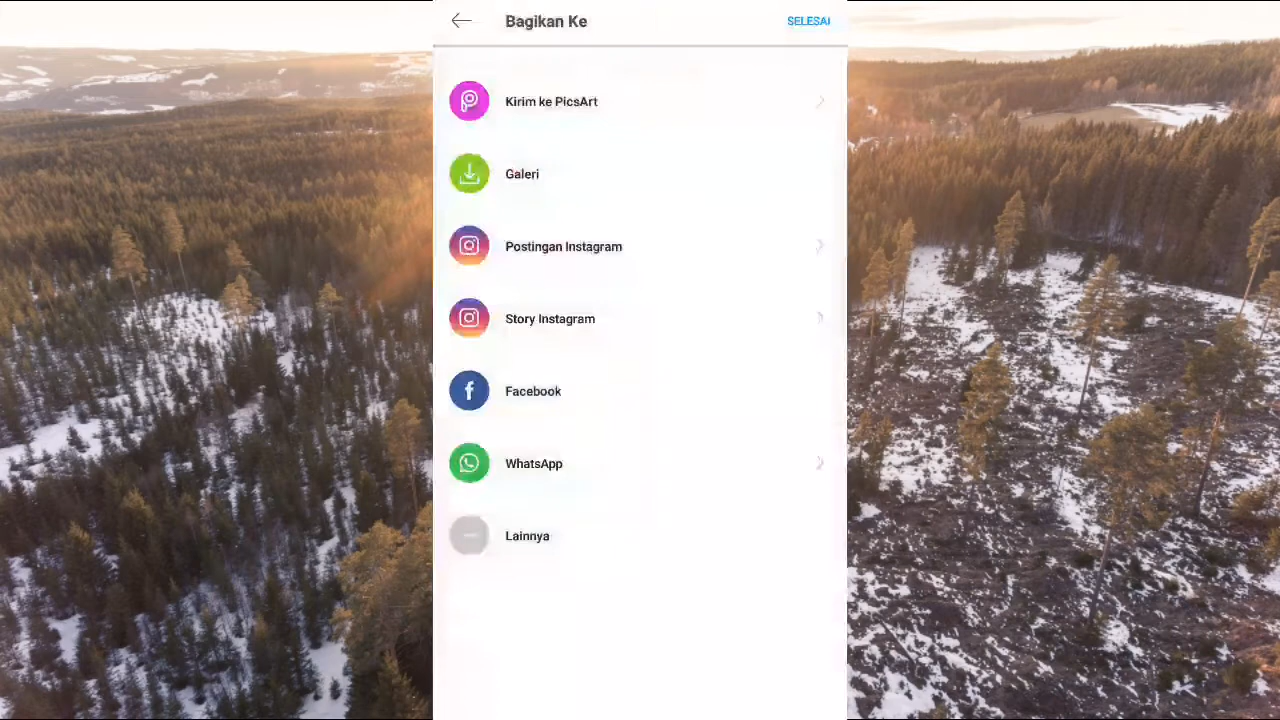 Bagikan Ke
SELESAI
Kirim ke PicsArt
Galeri
Postingan Instagram
Story Instagram
Facebook
WhatsApp
Lainnya